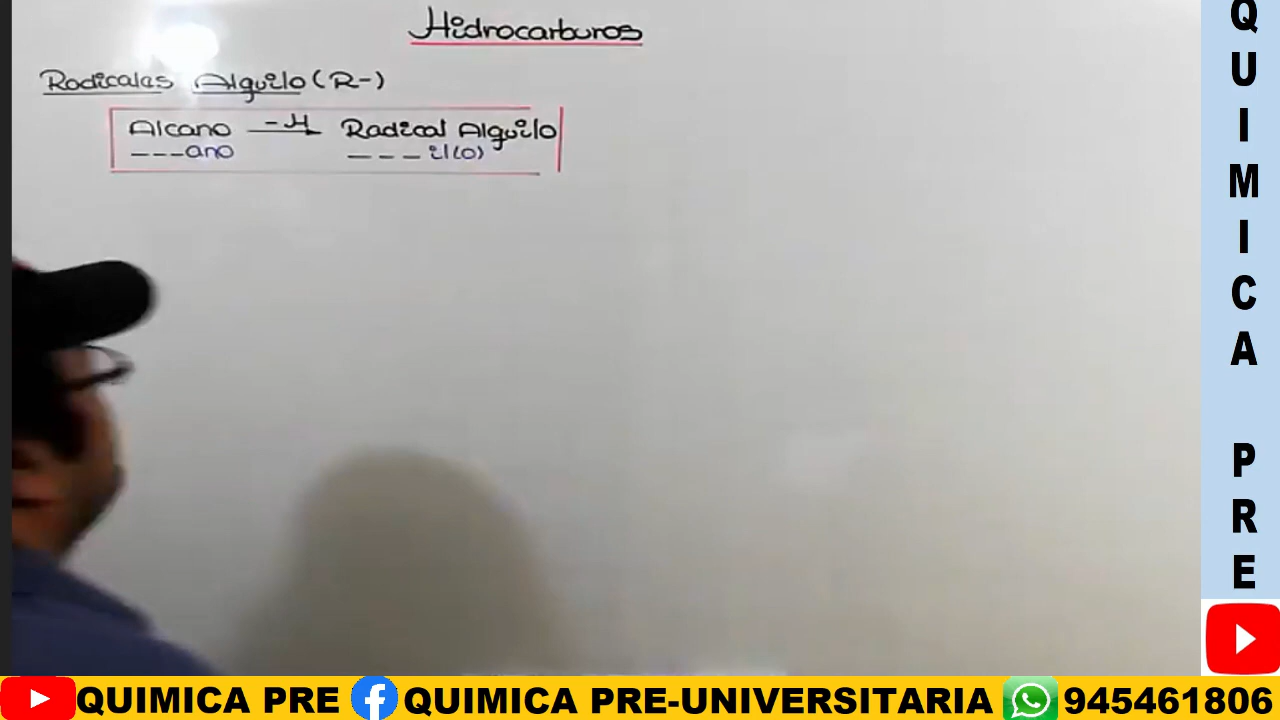 Hidrocarburos
Radicales Alquilo (R-)
Alcano -H Radical Alquilo
---ano ---il(o)
QUIMICA PRE
QUIMICA PRE QUIMICA PRE-UNIVERSITARIA 945461806